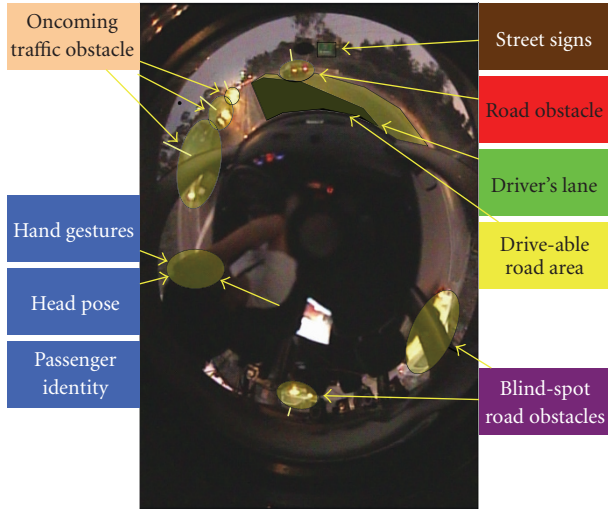 Oncoming
traffic obstacle
Hand gestures
Head pose
Passenger
identity
Street signs
Road obstacle
Driver's lane
Drive-able
road area
Blind-spot
road obstacles